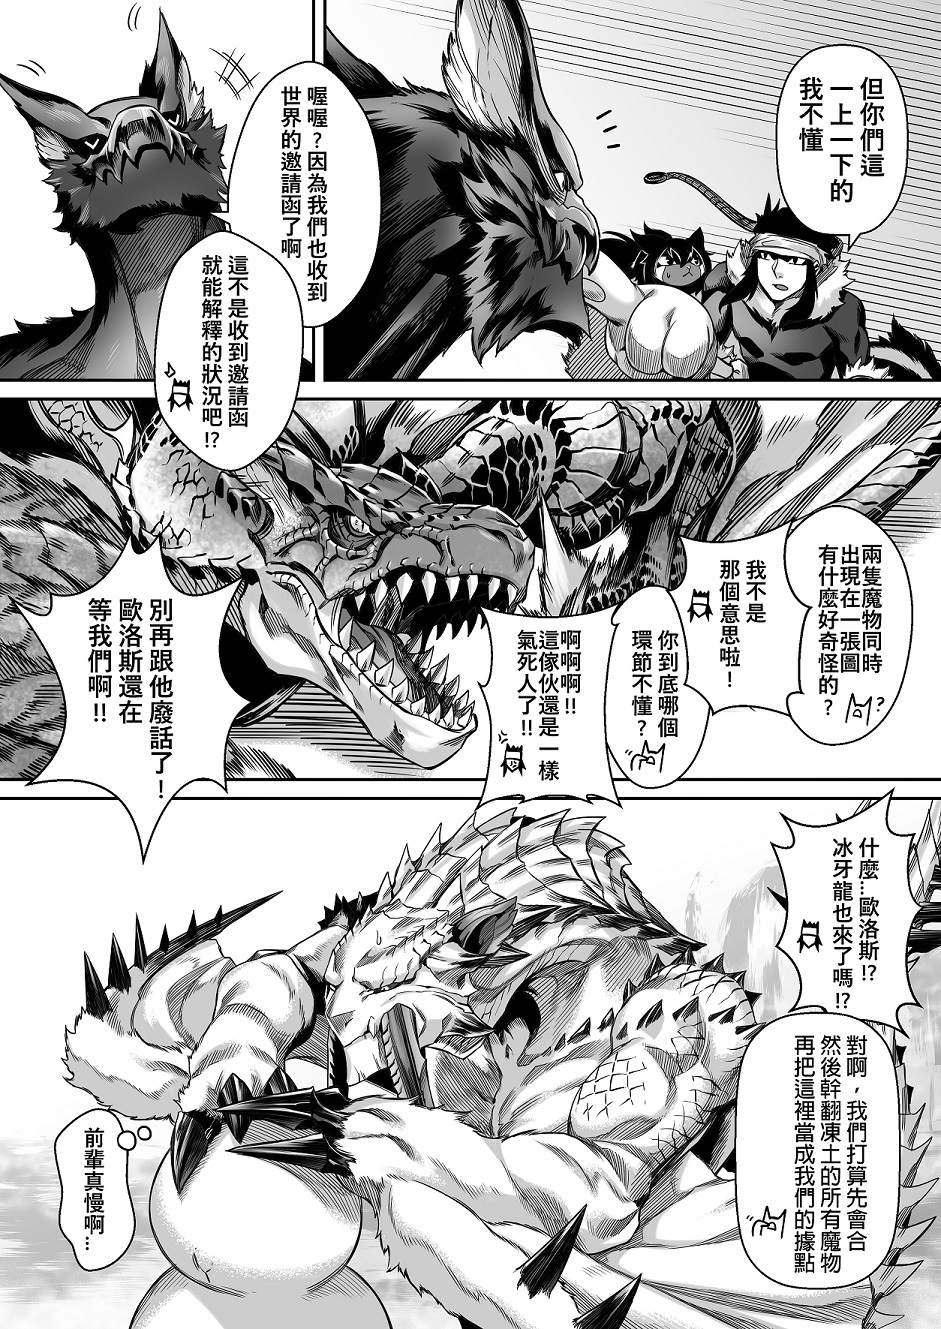 但你們這
一上一下的
我不懂
喔喔？因為我們也收到
世界的邀請函了啊
這不是收到邀請函
就能解釋的狀況吧!?
兩隻魔物同時
出現在一張圖
有什麼好奇怪的？
?
我不是
那個意思啦！
你到底哪個
環節不懂？
啊啊啊!!
這傢伙還是一樣
氣死人了!!
別再跟他廢話了！
歐洛斯還在
等我們啊!!
什麼…歐洛斯!?
冰牙龍也來了嗎!?
對啊，我們打算先會合
然後幹翻凍土的所有魔物
再把這裡當成我們的據點
前輩真慢啊…